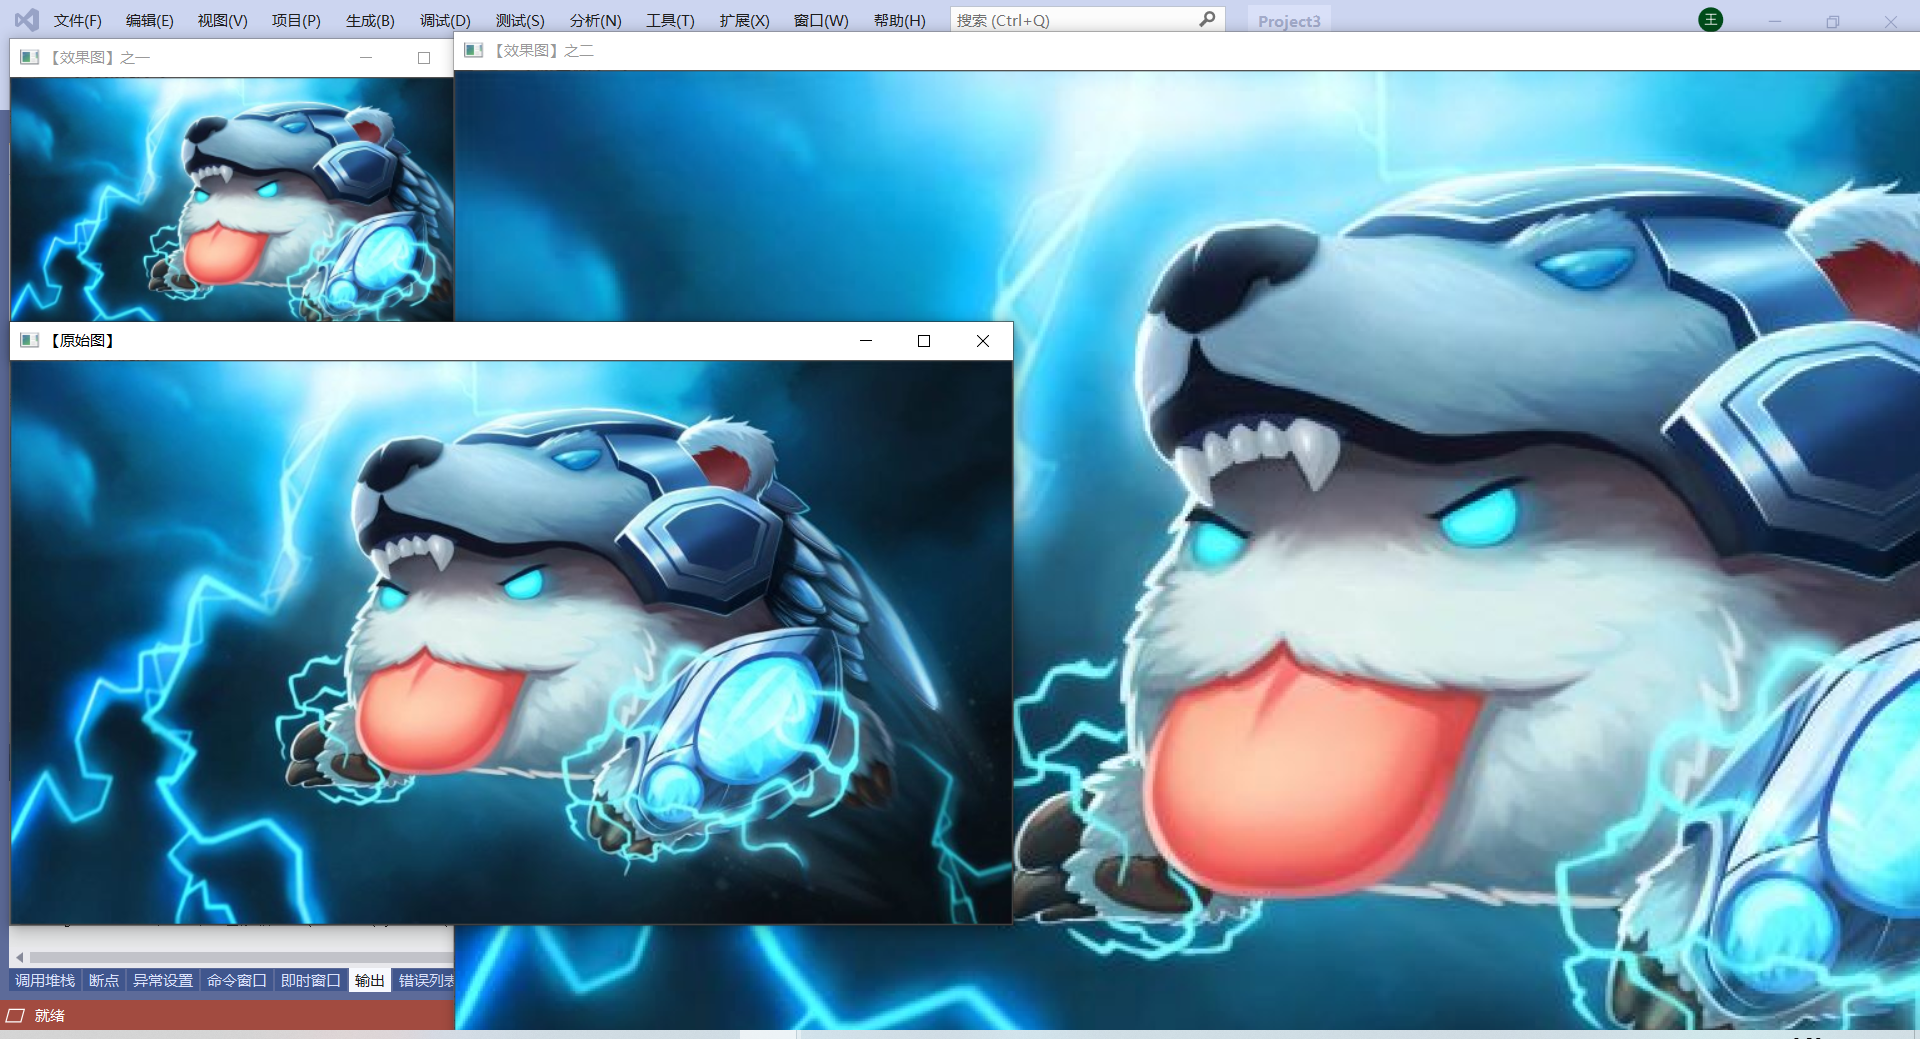 文件(F) 编辑(E) 视图(V) 项目(P) 生成(B) 调试(D) 测试(S) 分析(N) 工具(T) 扩展(X) 窗口(W) 帮助(H) 搜索 (Ctrl+Q) Project3 王
【效果图】之一
【效果图】之二
【原始图】
调用堆栈 断点 异常设置 命令窗口 即时窗口 输出 错误列表
就绪